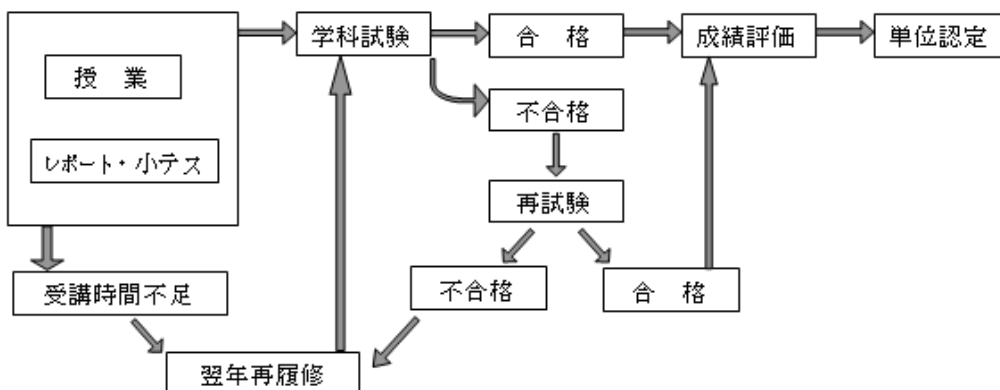 学科試験
合 格
成績評価
単位認定
授 業
不合格
レポート・小テス
再試験
受講時間不足
不合格
合 格
翌年再履修